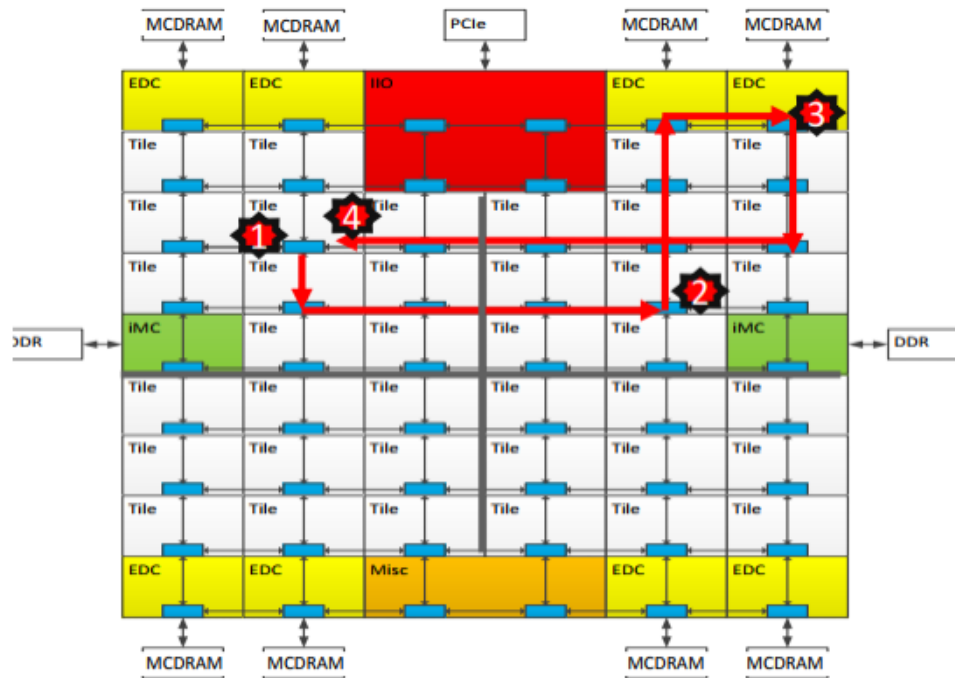 MCDRAM MCDRAM PCIe MCDRAM MCDRAM
EDC EDC IIO EDC EDC
3
Tile Tile Tile Tile
Tile Tile Tile Tile Tile Tile
1 4
Tile Tile Tile Tile Tile Tile
2
iMC Tile Tile Tile Tile iMC
DDR DDR
Tile Tile Tile Tile Tile Tile
Tile Tile Tile Tile Tile Tile
Tile Tile Tile Tile Tile Tile
EDC EDC Misc EDC EDC
MCDRAM MCDRAM MCDRAM MCDRAM